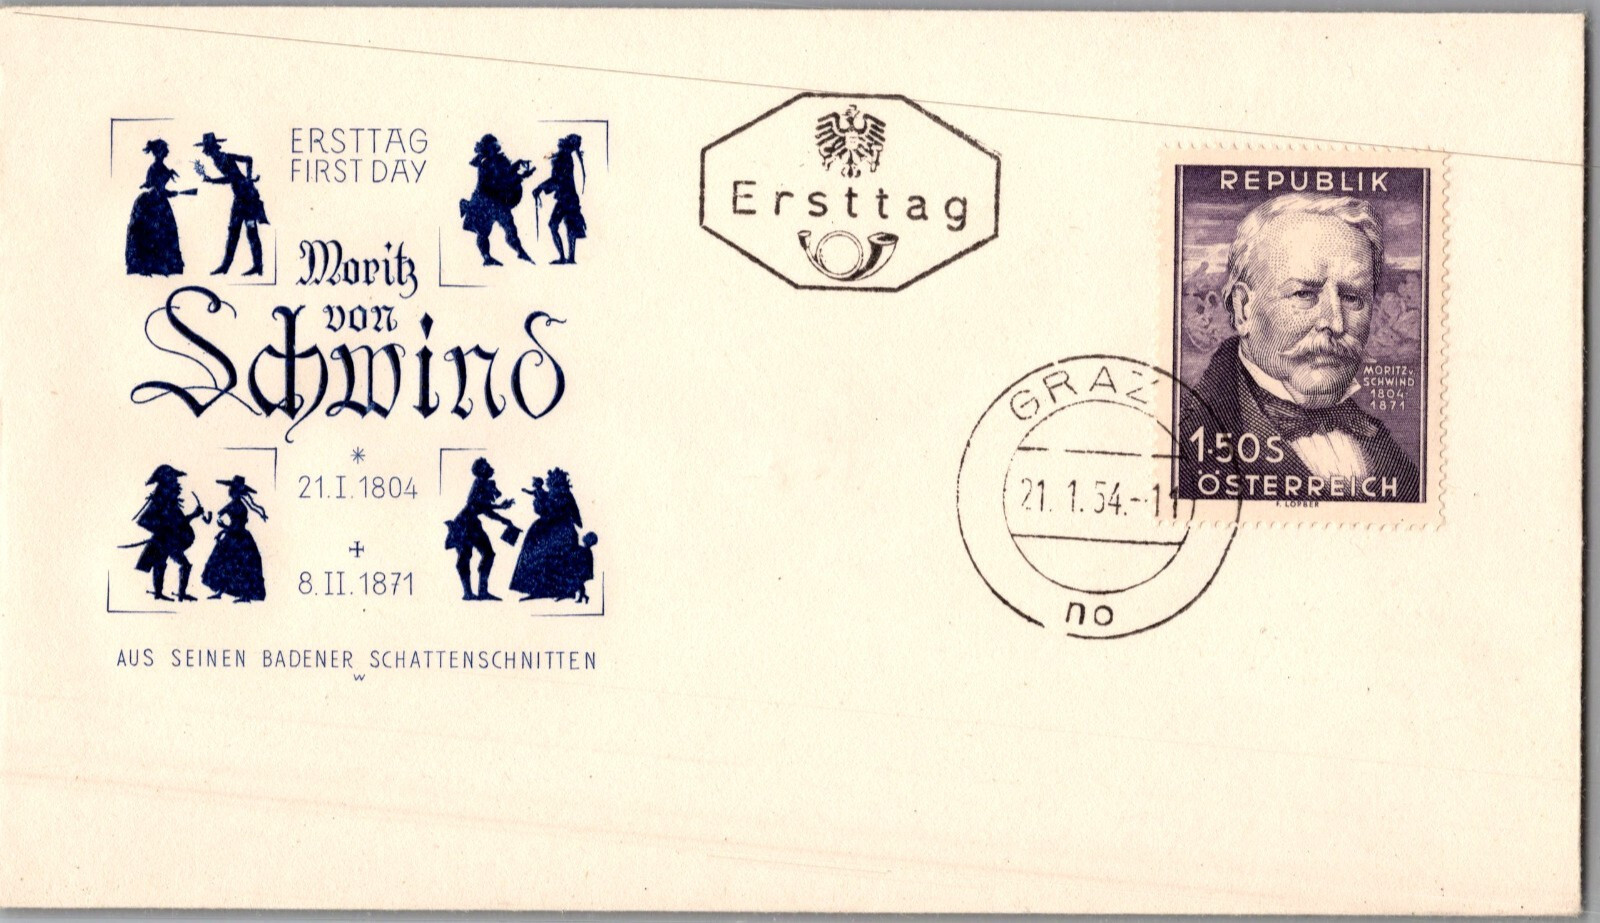 ERSTTAG
FIRST DAY
Moritz
von
Schwind
* 
21.I.1804
+
8.II.1871
AUS SEINEN BADENER SCHATTENSCHNITTEN
W
Ersttag
GRAZ
21.1.54.-11
no
REPUBLIK
MORITZ v.
SCHWIND
1804-
1871
1·50S
ÖSTERREICH
F. LORBER